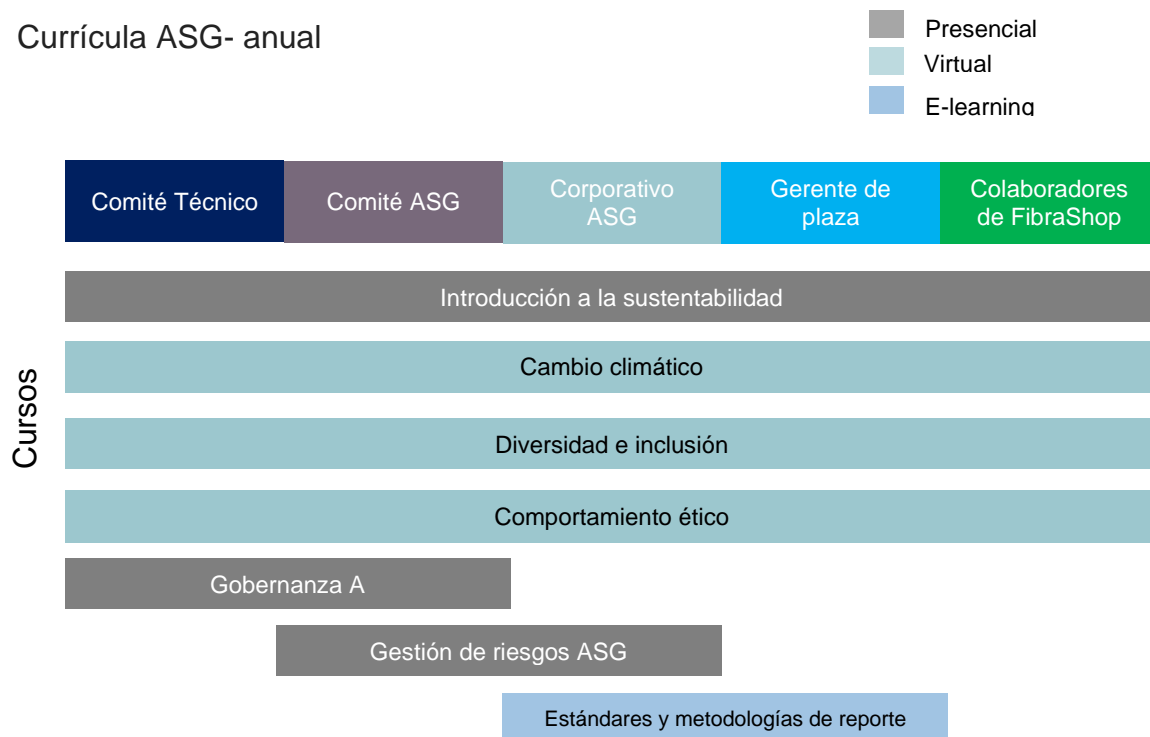 Currícula ASG- anual
Presencial
Virtual
E-learning
Comité Técnico
Comité ASG
Corporativo
ASG
Gerente de
plaza
Colaboradores
de FibraShop
Cursos
Introducción a la sustentabilidad
Cambio climático
Diversidad e inclusión
Comportamiento ético
Gobernanza A
Gestión de riesgos ASG
Estándares y metodologías de reporte